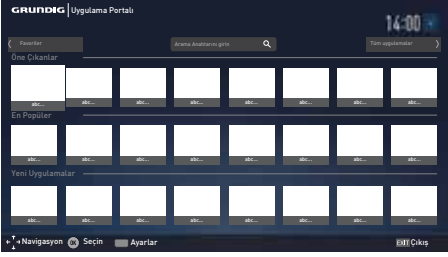 GRUNDIG Uygulama Portalı
14:00
Favoriler
Arama Anahtarını girin
Tüm uygulamalar
Öne Çıkanlar
abc... abc... abc... abc... abc... abc... abc... abc...
En Popüler
abc... abc... abc... abc... abc... abc... abc... abc...
Yeni Uygulamalar
abc... abc... abc... abc... abc... abc... abc... abc...
Navigasyon OK Seçin Ayarlar EXIT Çıkış